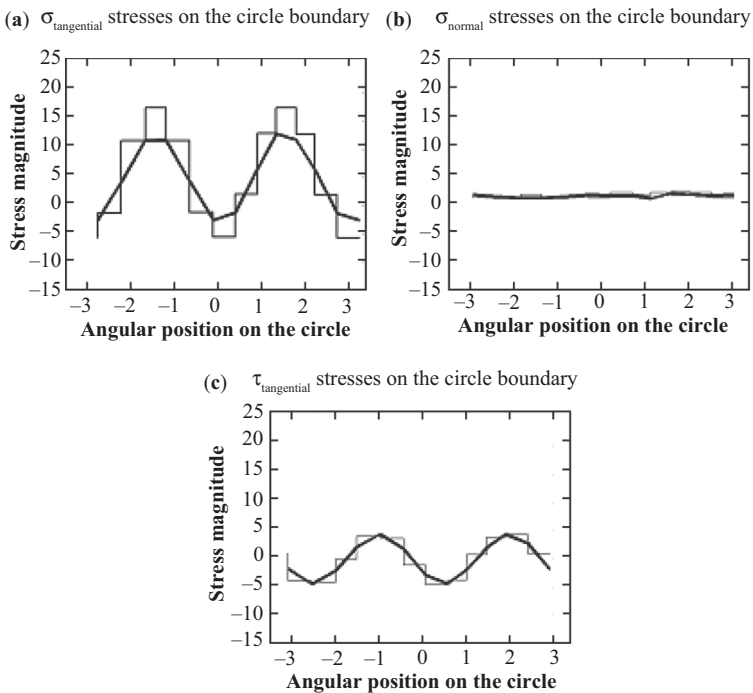 (a) σtangential stresses on the circle boundary
25
20
15
10
5
0
−5
−10
−15
Stress magnitude
−3 −2 −1 0 1 2 3
Angular position on the circle
(b) σnormal stresses on the circle boundary
25
20
15
10
5
0
−5
−10
−15
Stress magnitude
−3 −2 −1 0 1 2 3
Angular position on the circle
(c) τtangential stresses on the circle boundary
25
20
15
10
5
0
−5
−10
−15
Stress magnitude
−3 −2 −1 0 1 2 3
Angular position on the circle